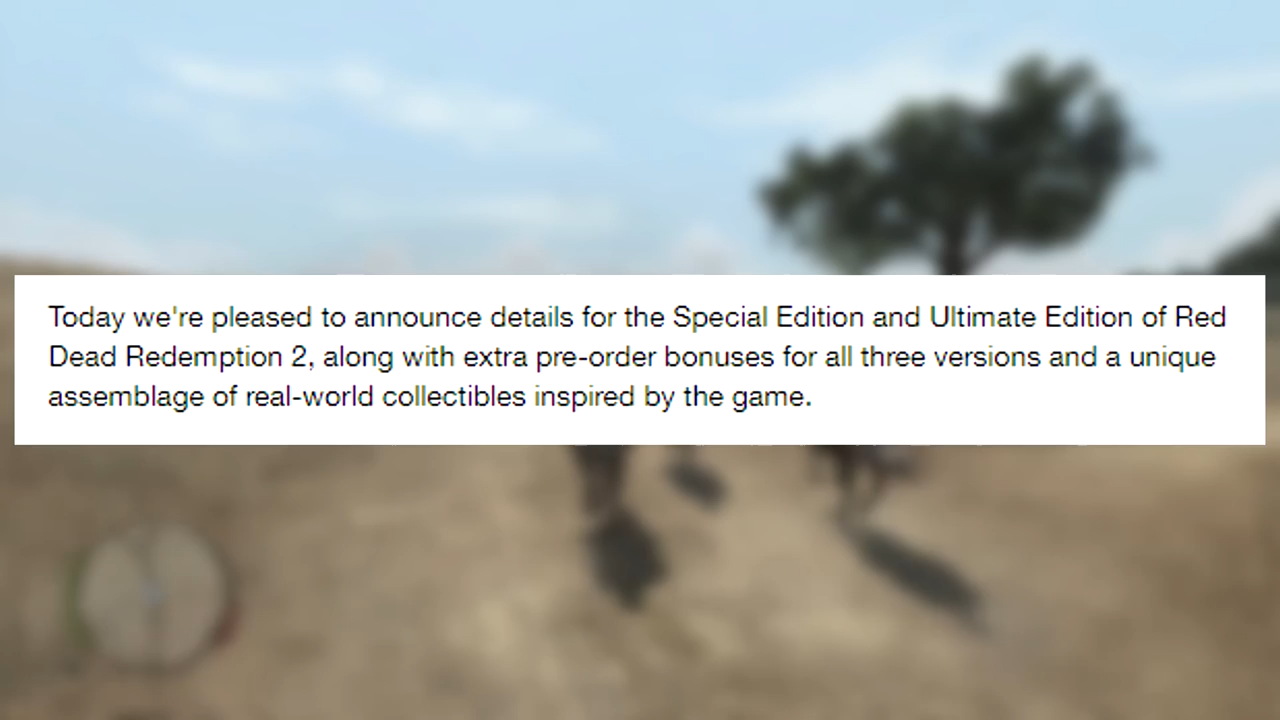 Today we're pleased to announce details for the Special Edition and Ultimate Edition of Red
Dead Redemption 2, along with extra pre-order bonuses for all three versions and a unique
assemblage of real-world collectibles inspired by the game.